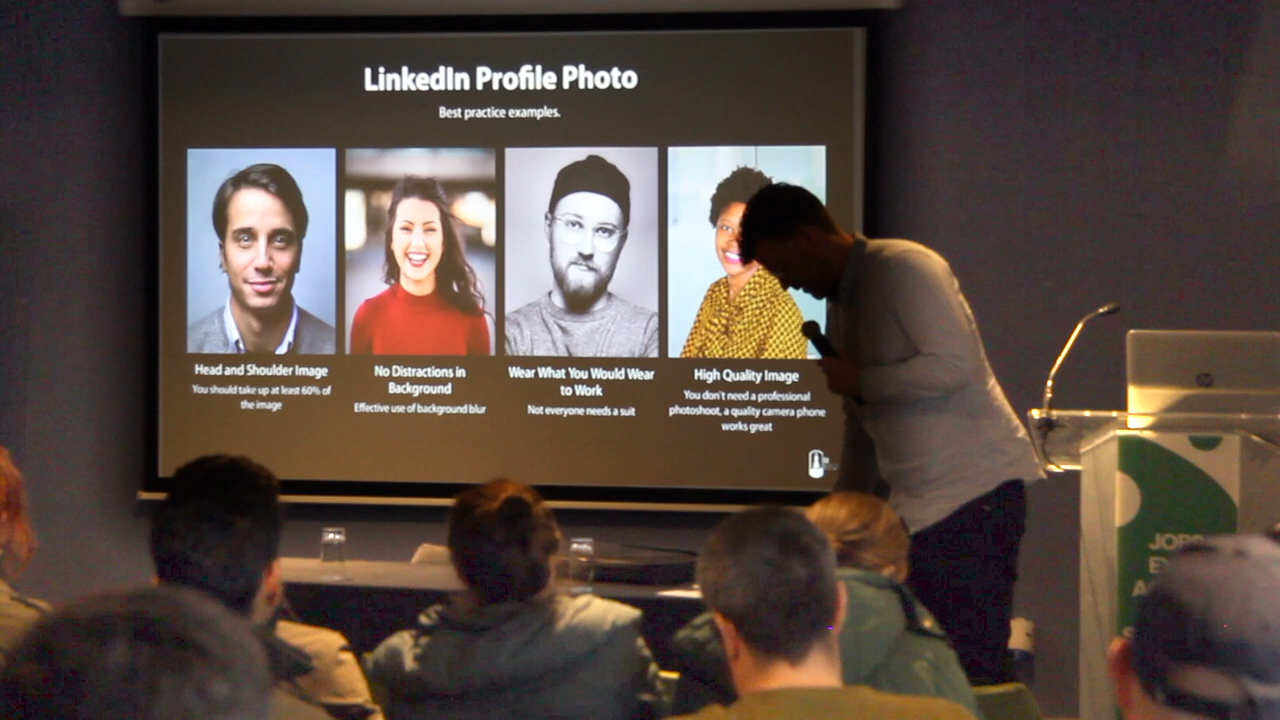 LinkedIn Profile Photo
Best practice examples.
Head and Shoulder Image
You should take up at least 60% of
the image
No Distractions in
Background
Effective use of background blur
Wear What You Would Wear
to Work
Not everyone needs a suit
High Quality Image
You don't need a professional
photoshoot, a quality camera phone
works great
hp